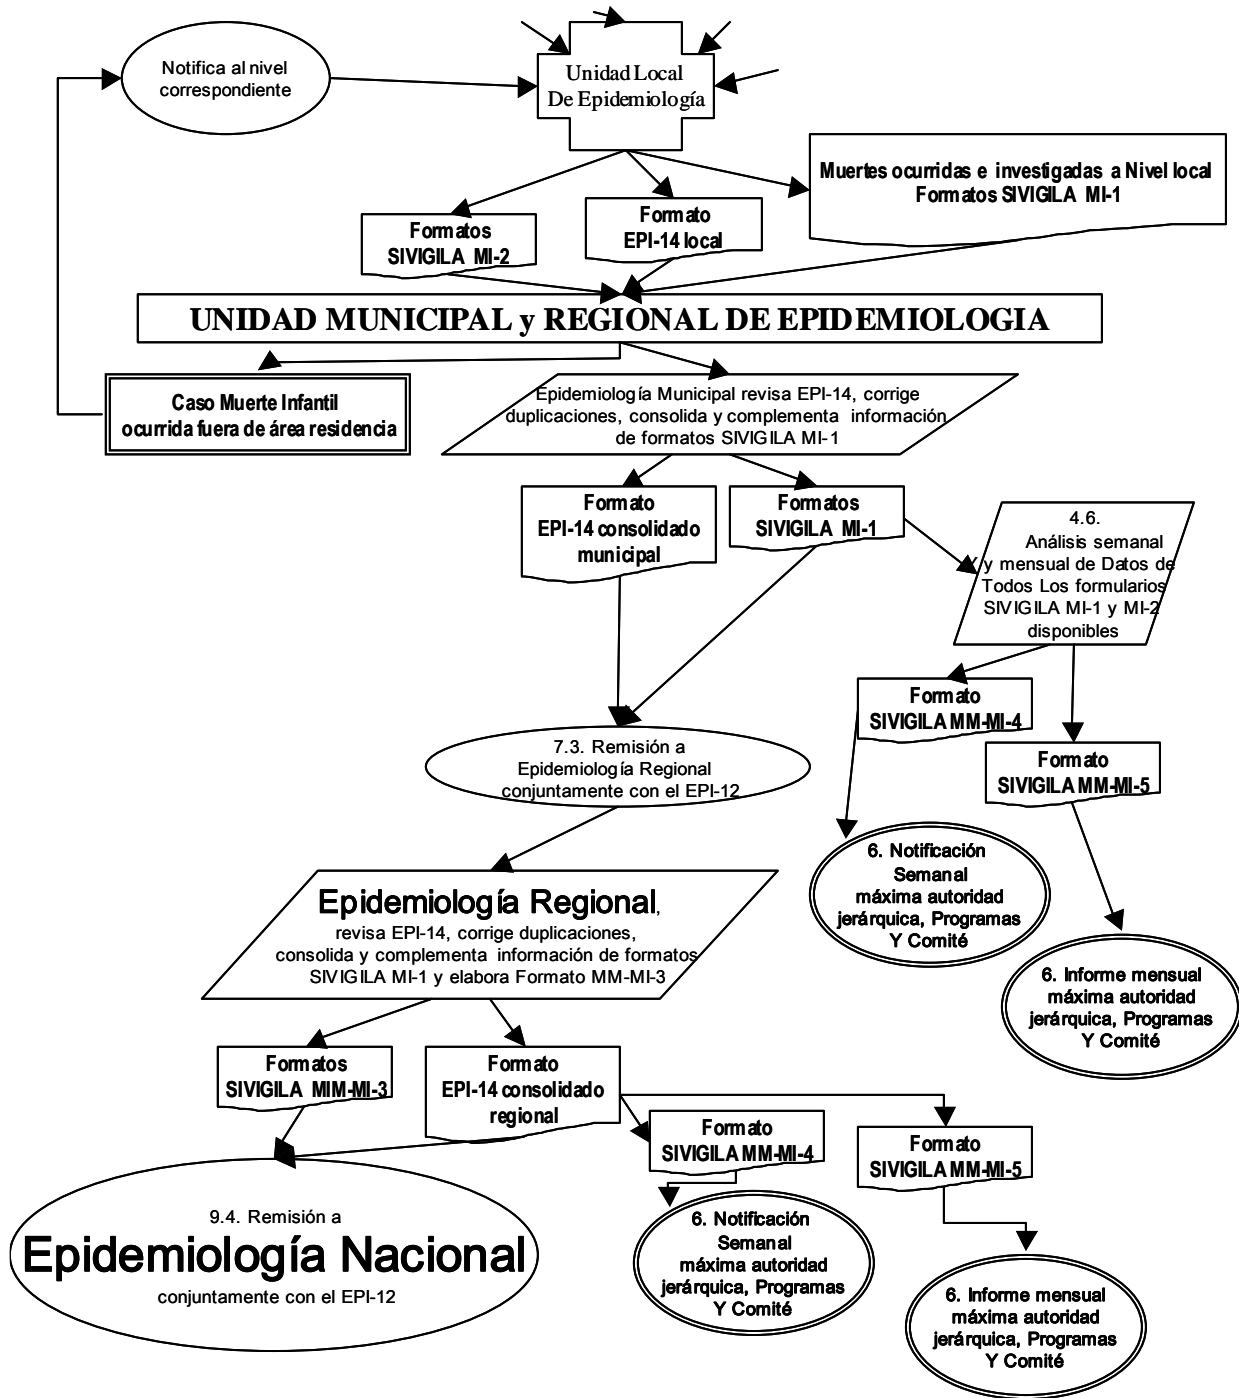 Notifica al nivel
correspondiente
Unidad Local
De Epidemiología
Muertes ocurridas e investigadas a Nivel local
Formatos SIVIGILA MI-1
Formatos
SIVIGILA MI-2
Formato
EPI-14 local
UNIDAD MUNICIPAL y REGIONAL DE EPIDEMIOLOGIA
Caso Muerte Infantil
ocurrida fuera de área residencia
Epidemiología Municipal revisa EPI-14, corrige
duplicaciones, consolida y complementa información
de formatos SIVIGILA MI-1
Formato
EPI-14 consolidado
municipal
Formatos
SIVIGILA MI-1
4.6.
Análisis semanal
Y y mensual de Datos de
Todos Los formularios
SIVIGILA MI-1 y MI-2
disponibles
Formato
SIVIGILA MM-MI-4
Formato
SIVIGILA MM-MI-5
7.3. Remisión a
Epidemiología Regional
conjuntamente con el EPI-12
6. Notificación
Semanal
máxima autoridad
jerárquica, Programas
Y Comité
6. Informe mensual
máxima autoridad
jerárquica, Programas
Y Comité
Epidemiología Regional,
revisa EPI-14, corrige duplicaciones,
consolida y complementa información de formatos
SIVIGILA MI-1 y elabora Formato MM-MI-3
Formatos
SIVIGILA MIM-MI-3
Formato
EPI-14 consolidado
regional
Formato
SIVIGILA MM-MI-4
Formato
SIVIGILA MM-MI-5
9.4. Remisión a
Epidemiología Nacional
conjuntamente con el EPI-12
6. Notificación
Semanal
máxima autoridad
jerárquica, Programas
Y Comité
6. Informe mensual
máxima autoridad
jerárquica, Programas
Y Comité